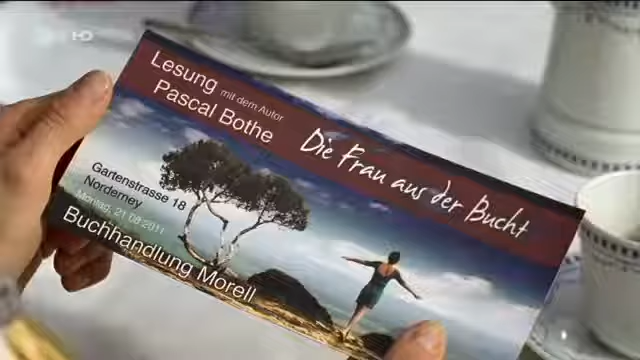 HD
Lesung mit dem Autor
Pascal Bothe
Die Frau aus der Bucht
Gartenstrasse 18
Norderney
Montag, 21.08.2011
Buchhandlung Morell